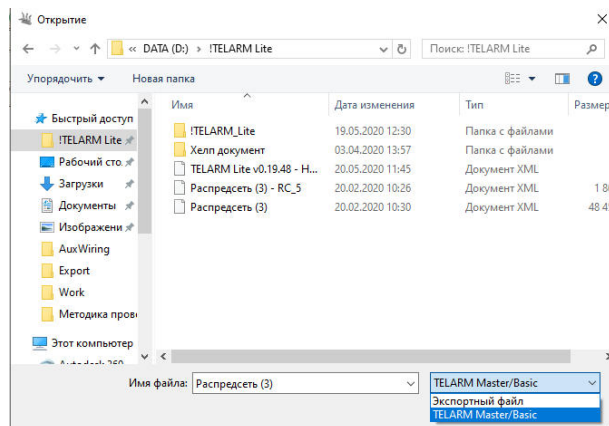 Открытие
« DATA (D:) › !TELARM Lite
Поиск: !TELARM Lite
Упорядочить
Новая папка
Имя
Дата изменения
Тип
Размер
Быстрый доступ
!TELARM Lite
Рабочий сто.
Загрузки
Документы
Изображени
AuxWiring
Export
Work
Методика пров
Этот компьютер
!TELARM_Lite 19.05.2020 12:30 Папка с файлами
Хелп документ 03.04.2020 13:57 Папка с файлами
TELARM Lite v0.19.48 - H... 20.05.2020 11:45 Документ XML
Распредсеть (3) - RC_5 20.02.2020 10:26 Документ XML
Распредсеть (3) 20.02.2020 10:30 Документ XML
Имя файла: Распредсеть (3)
TELARM Master/Basic
Экспортный файл
TELARM Master/Basic